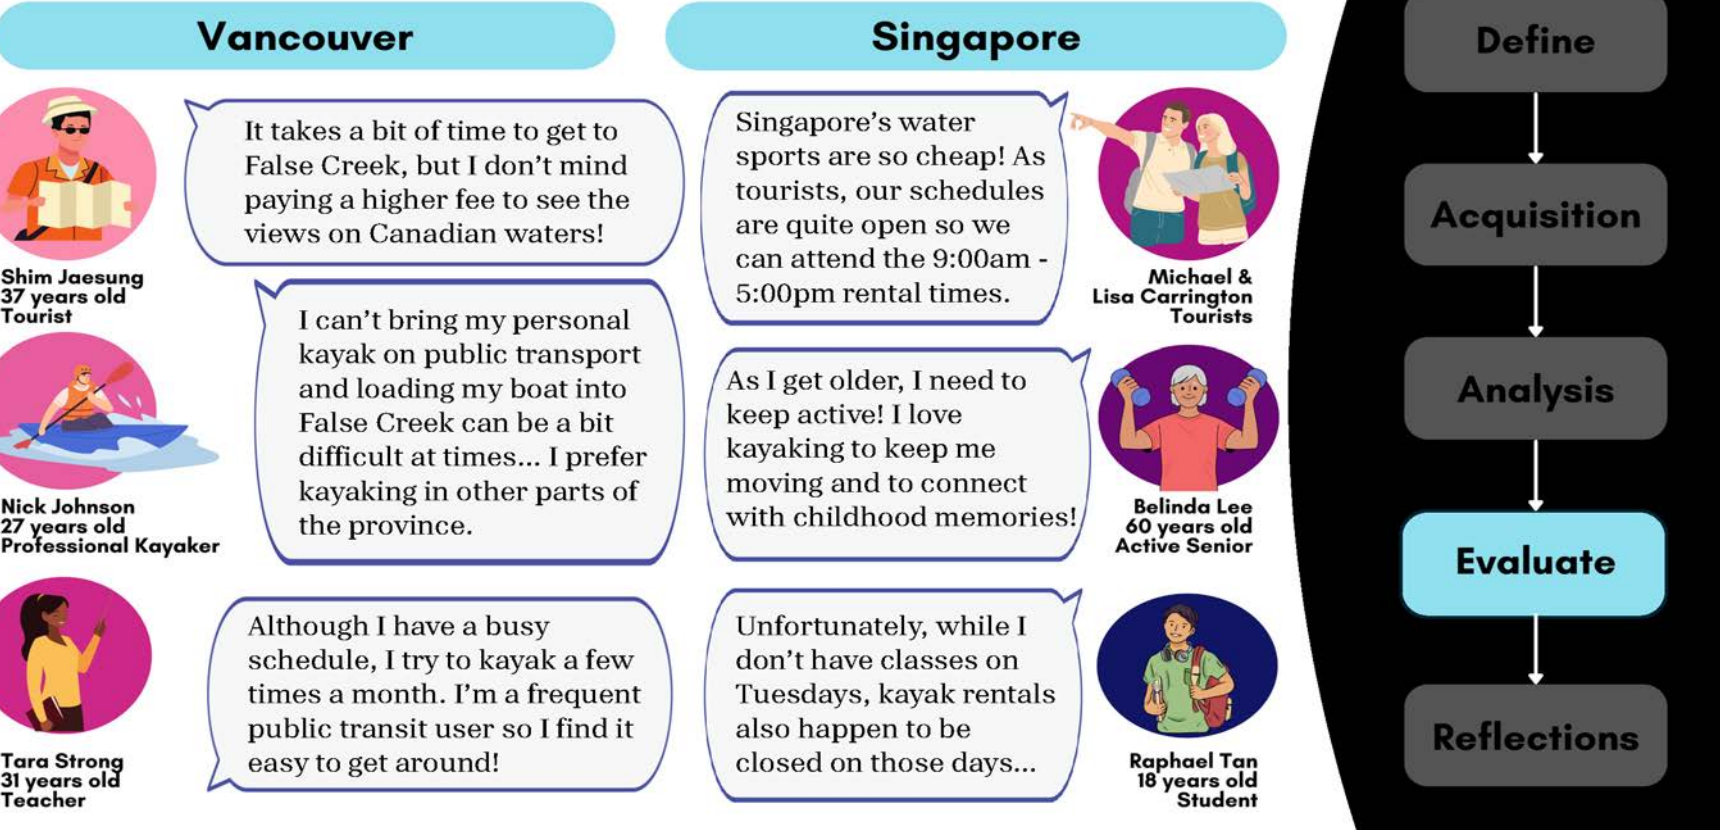 Vancouver
It takes a bit of time to get to
False Creek, but I don't mind
paying a higher fee to see the
views on Canadian waters!
Shim Jaesung
37 years old
Tourist
I can't bring my personal
kayak on public transport
and loading my boat into
False Creek can be a bit
difficult at times... I prefer
kayaking in other parts of
the province.
Nick Johnson
27 years old
Professional Kayaker
Although I have a busy
schedule, I try to kayak a few
times a month. I'm a frequent
public transit user so I find it
easy to get around!
Tara Strong
31 years old
Teacher
Singapore
Singapore's water
sports are so cheap! As
tourists, our schedules
are quite open so we
can attend the 9:00am -
5:00pm rental times.
Michael &
Lisa Carrington
Tourists
As I get older, I need to
keep active! I love
kayaking to keep me
moving and to connect
with childhood memories!
Belinda Lee
60 years old
Active Senior
Unfortunately, while I
don't have classes on
Tuesdays, kayak rentals
also happen to be
closed on those days...
Raphael Tan
18 years old
Student
Define
Acquisition
Analysis
Evaluate
Reflections